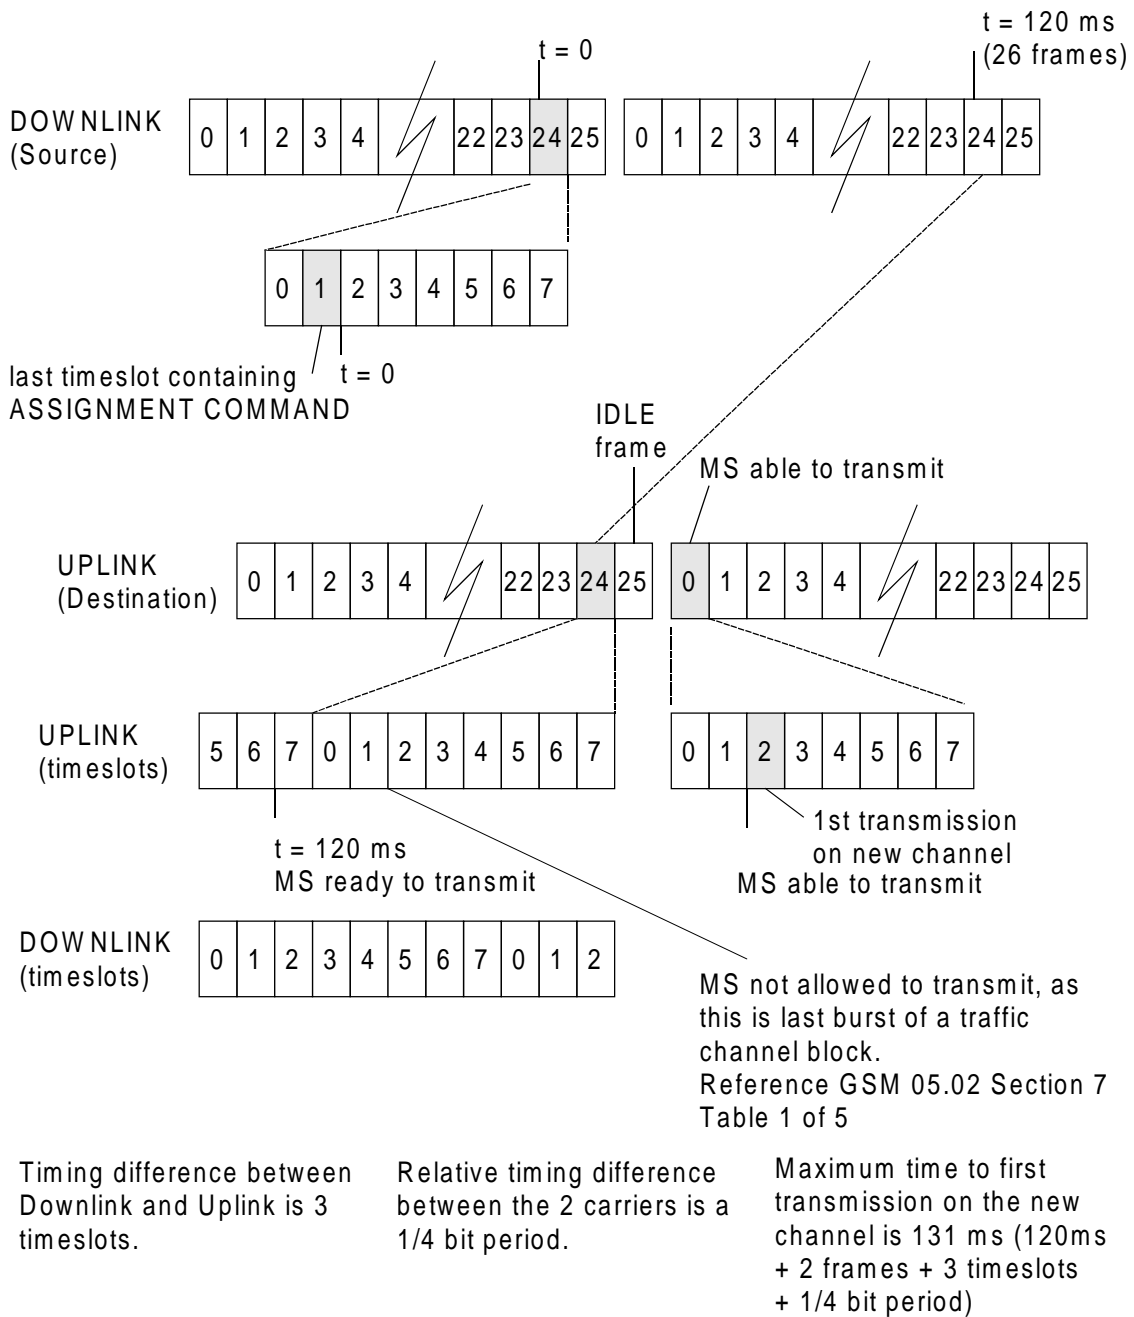 t = 120 ms
(26 frames)
t = 0
DOWNLINK
(Source)
0 1 2 3 4 22 23 24 25 0 1 2 3 4 22 23 24 25
0 1 2 3 4 5 6 7
last timeslot containing
ASSIGNMENT COMMAND
t = 0
IDLE
frame
MS able to transmit
UPLINK
(Destination)
0 1 2 3 4 22 23 24 25 0 1 2 3 4 22 23 24 25
UPLINK
(timeslots)
5 6 7 0 1 2 3 4 5 6 7 0 1 2 3 4 5 6 7
t = 120 ms
MS ready to transmit
1st transmission
on new channel
MS able to transmit
DOWNLINK
(timeslots)
0 1 2 3 4 5 6 7 0 1 2
MS not allowed to transmit, as
this is last burst of a traffic
channel block.
Reference GSM 05.02 Section 7
Table 1 of 5
Timing difference between
Downlink and Uplink is 3
timeslots.
Relative timing difference
between the 2 carriers is a
1/4 bit period.
Maximum time to first
transmission on the new
channel is 131 ms (120ms
+ 2 frames + 3 timeslots
+ 1/4 bit period)